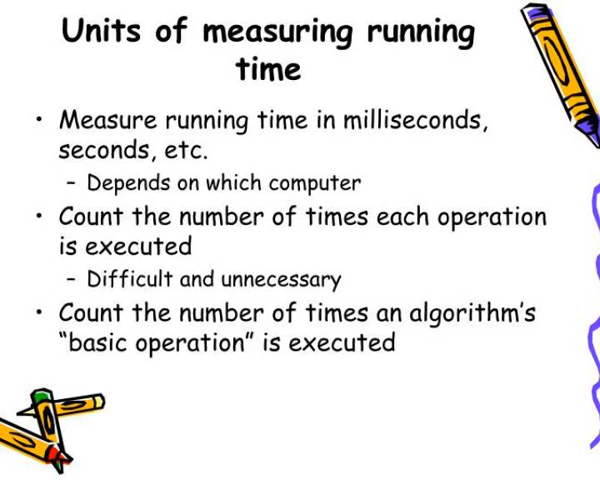 Units of measuring running
time
• Measure running time in milliseconds,
seconds, etc.
– Depends on which computer
• Count the number of times each operation
is executed
– Difficult and unnecessary
• Count the number of times an algorithm’s
“basic operation” is executed